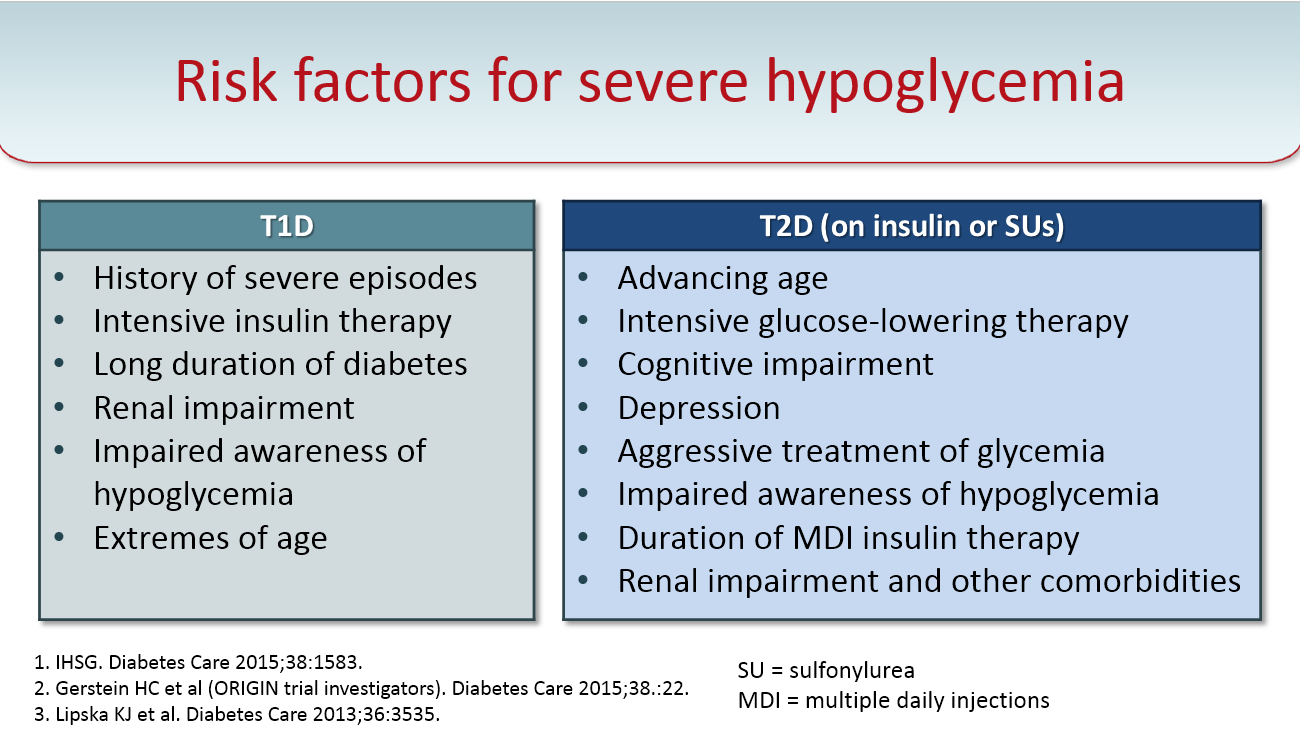 Risk factors for severe hypoglycemia
T1D
• History of severe episodes
• Intensive insulin therapy
• Long duration of diabetes
• Renal impairment
• Impaired awareness of
hypoglycemia
• Extremes of age
T2D (on insulin or SUs)
• Advancing age
• Intensive glucose-lowering therapy
• Cognitive impairment
• Depression
• Aggressive treatment of glycemia
• Impaired awareness of hypoglycemia
• Duration of MDI insulin therapy
• Renal impairment and other comorbidities
1. IHSG. Diabetes Care 2015;38:1583.
2. Gerstein HC et al (ORIGIN trial investigators). Diabetes Care 2015;38.:22.
3. Lipska KJ et al. Diabetes Care 2013;36:3535.
SU = sulfonylurea
MDI = multiple daily injections